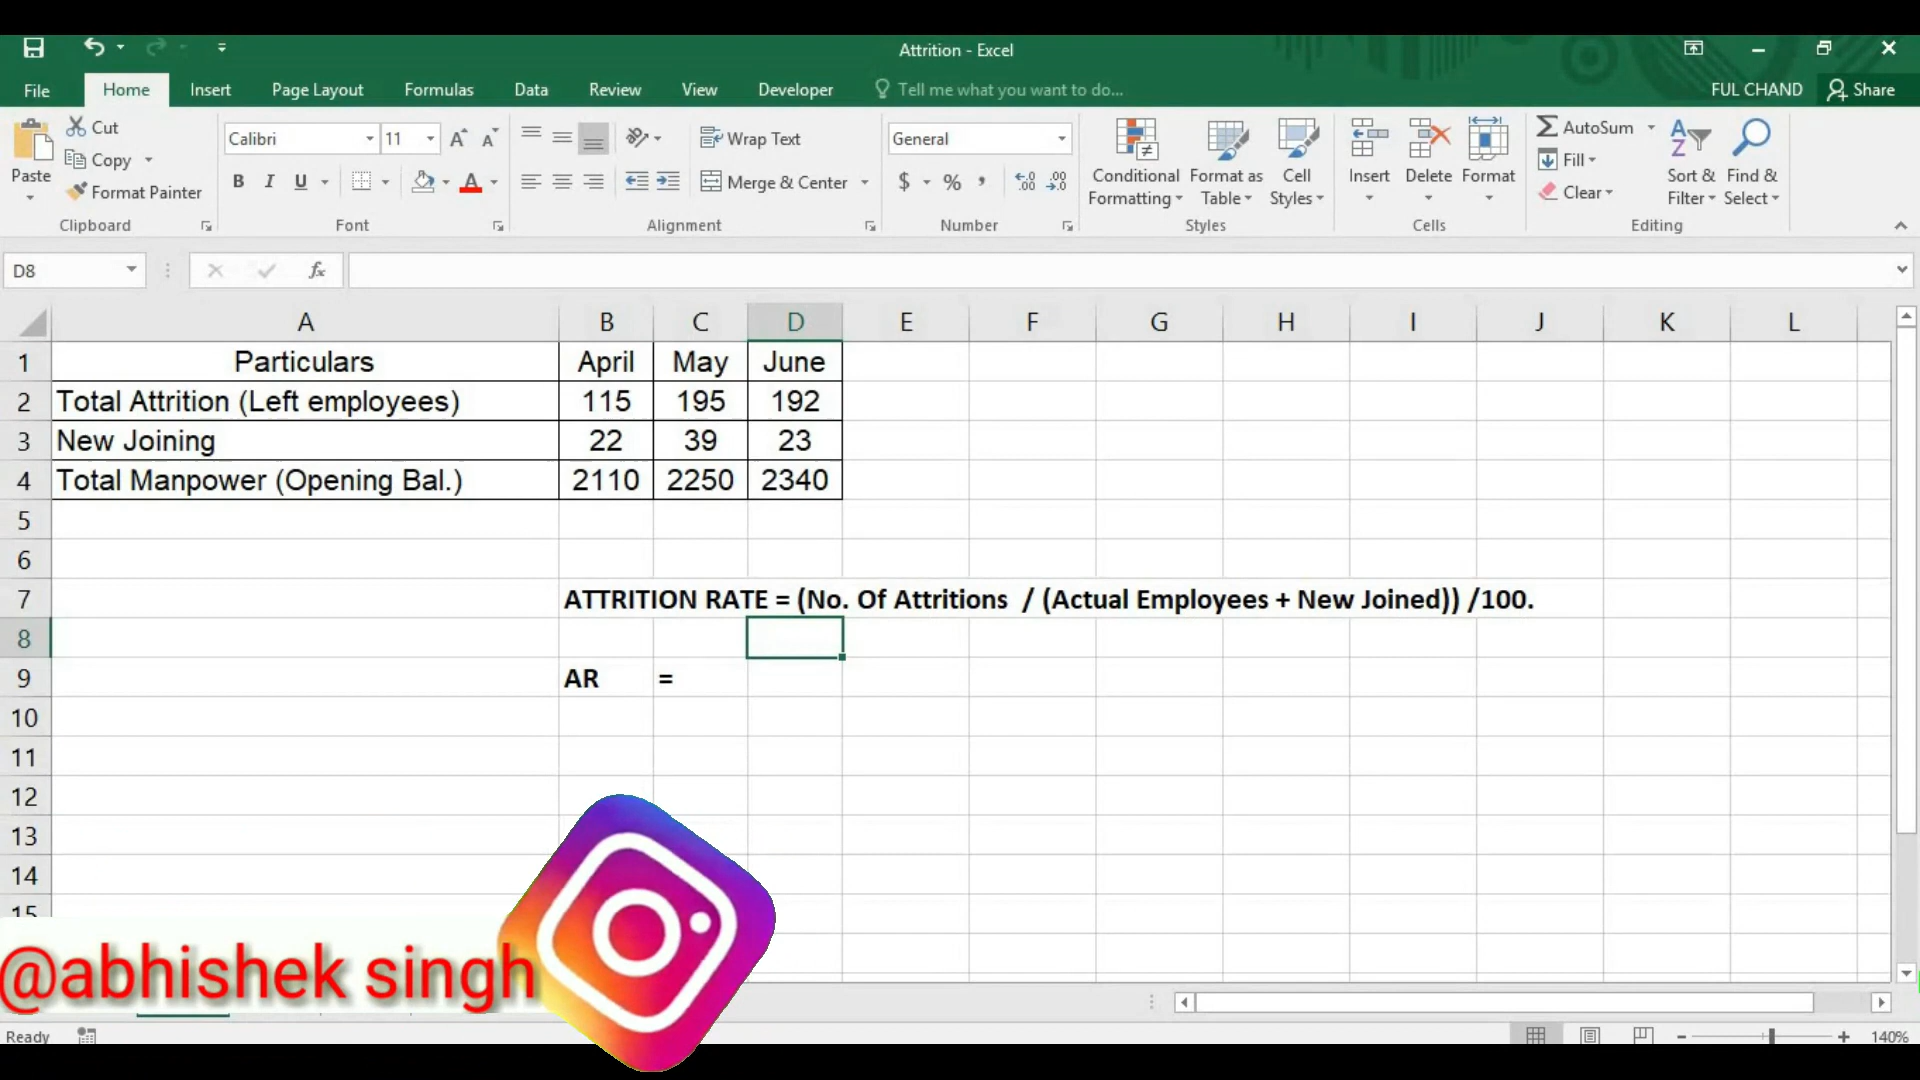 Attrition - Excel
File Home Insert Page Layout Formulas Data Review View Developer Tell me what you want to do... FUL CHAND Share
Paste Cut Copy Format Painter Clipboard
Calibri 11 B I U A Font
Wrap Text Merge & Center Alignment
General $ % , .00 Number
Conditional Formatting Format as Table Cell Styles Styles
Insert Delete Format Cells
AutoSum Fill Clear Sort & Filter Find & Select Editing
D8 fx
A B C D E F G H I J K L
1 Particulars April May June
2 Total Attrition (Left employees) 115 195 192
3 New Joining 22 39 23
4 Total Manpower (Opening Bal.) 2110 2250 2340
5
6
7 ATTRITION RATE = (No. Of Attritions / (Actual Employees + New Joined)) /100.
8
9 AR =
10
11
12
13
14
15
@abhishek singh
Ready 140%